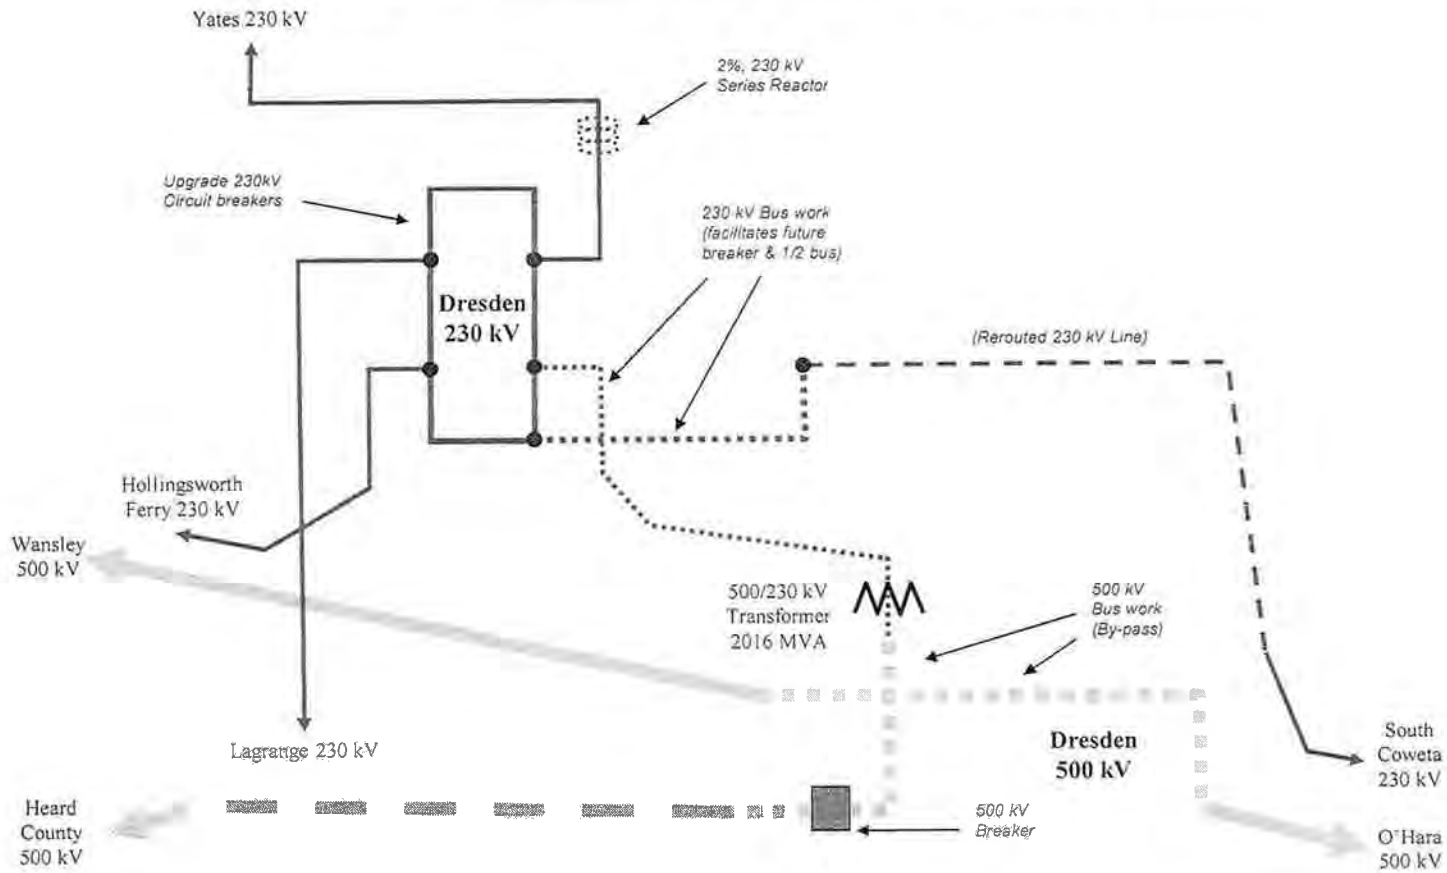 Yates 230 kV
2%, 230 kV
Series Reactor
Upgrade 230kV
Circuit breakers
230 kV Bus work
(facilitates future
breaker & 1/2 bus)
Dresden
230 kV
(Rerouted 230 kV Line)
Hollingsworth
Ferry 230 kV
Wansley
500 kV
500/230 kV
Transformer
2016 MVA
500 kV
Bus work
(By-pass)
Lagrange 230 kV
Dresden
500 kV
South
Coweta
230 kV
Heard
County
500 kV
500 kV
Breaker
O'Hara
500 kV